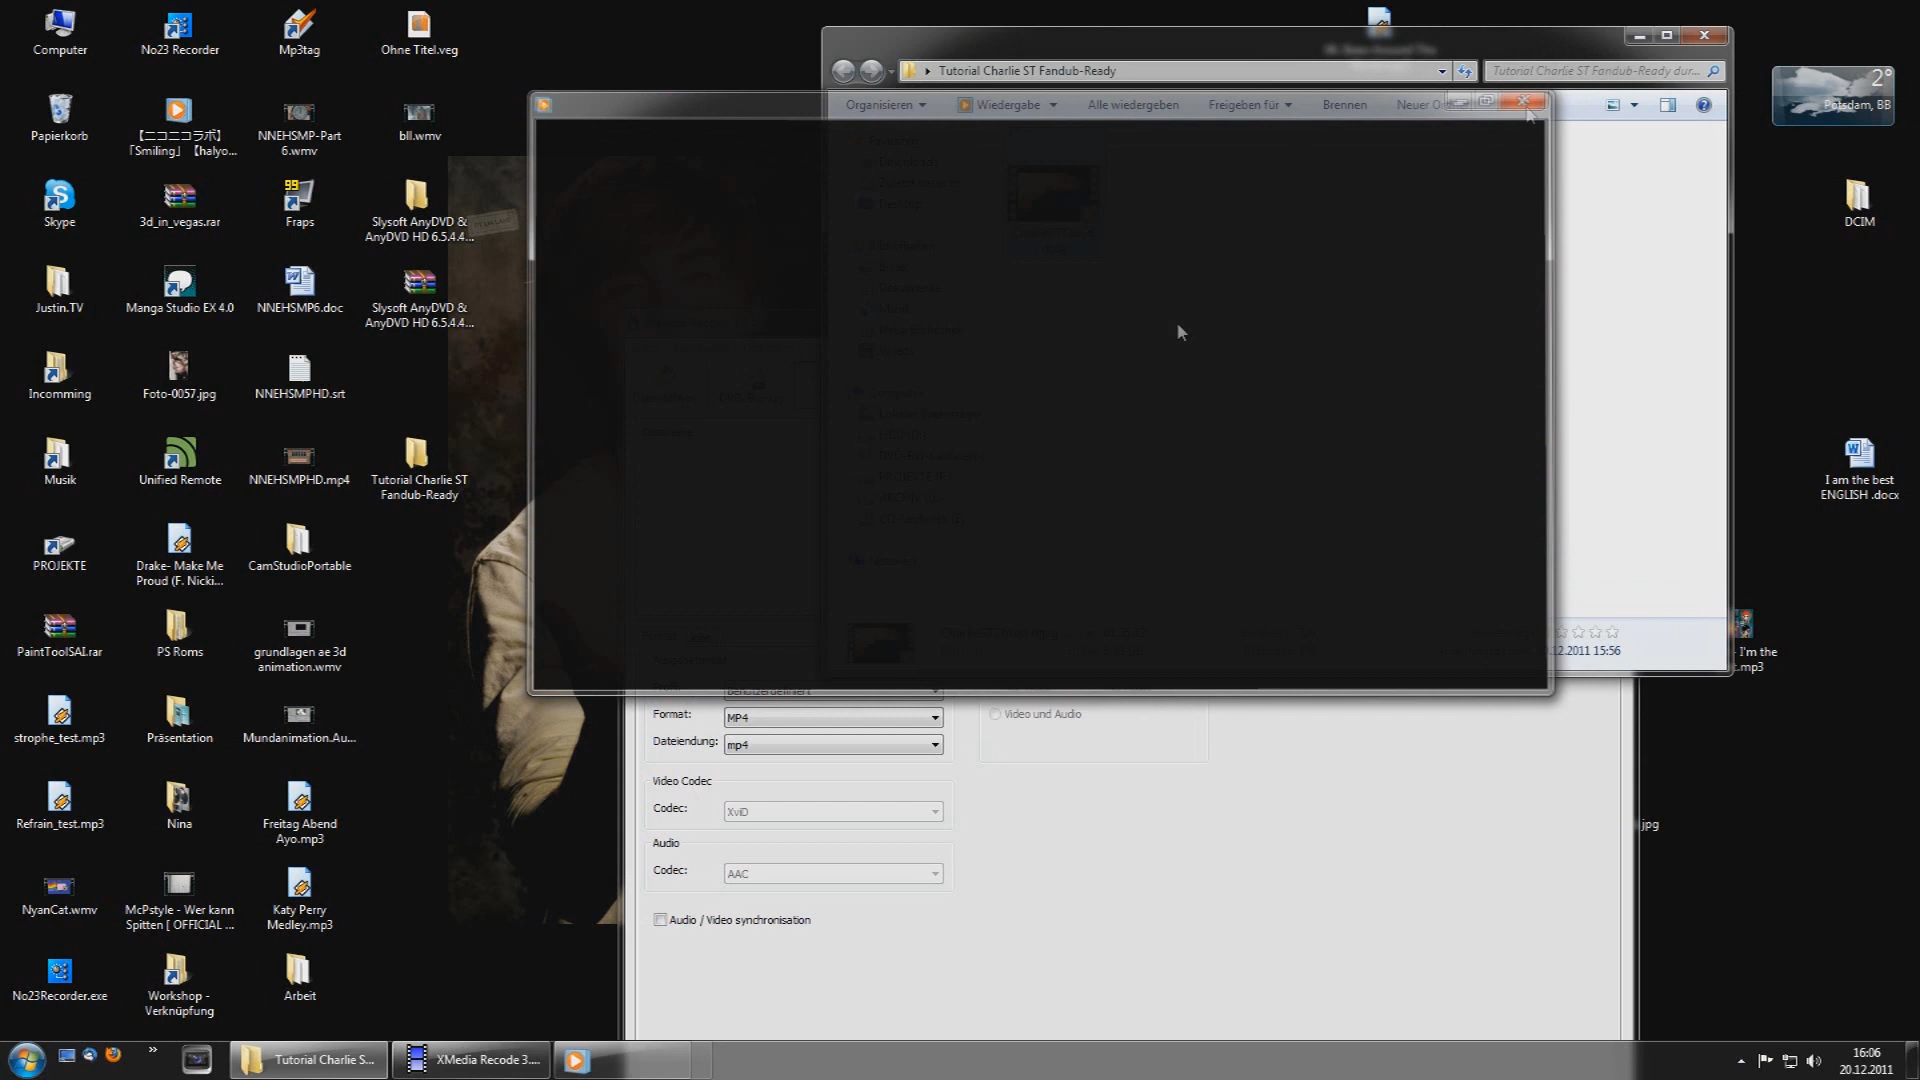 Computer
No23 Recorder
Mp3tag
Ohne Titel.veg
Papierkorb
【ニコニコラボ】
「Smiling」【halyo...
NNEHSMP-Part
6.wmv
bll.wmv
Skype
3d_in_vegas.rar
99
Fraps
Slysoft AnyDVD &
AnyDVD HD 6.5.4.4...
Justin.TV
Manga Studio EX 4.0
NNEHSMP6.doc
Slysoft AnyDVD &
AnyDVD HD 6.5.4.4...
Incomming
Foto-0057.jpg
NNEHSMPHD.srt
Musik
Unified Remote
NNEHSMPHD.mp4
Tutorial Charlie ST
Fandub-Ready
PROJEKTE
Drake- Make Me
Proud (F. Nicki...
CamStudioPortable
PaintToolSAI.rar
PS Roms
grundlagen ae 3d
animation.wmv
strophe_test.mp3
Präsentation
Mundanimation.Au...
Refrain_test.mp3
Nina
Freitag Abend
Ayo.mp3
NyanCat.wmv
McPstyle - Wer kann
Spitten [ OFFICIAL ...
Katy Perry
Medley.mp3
No23Recorder.exe
Workshop -
Verknüpfung
Arbeit
Tutorial Charlie ST Fandub-Ready
Tutorial Charlie ST Fandub-Ready dur...
Organisieren
Wiedergabe
Alle wiedergeben
Freigeben für
Brennen
Neuer
.12.2011 15:56
Benutzerdefiniert
Format:
MP4
Dateiendung:
mp4
Video und Audio
Video Codec
Codec:
XviD
Audio
Codec:
AAC
Audio / Video synchronisation
2°
Potsdam, BB
DCIM
I am the best
ENGLISH .docx
- I'm the
.mp3
jpg
Tutorial Charlie S...
XMedia Recode 3....
16:06
20.12.2011